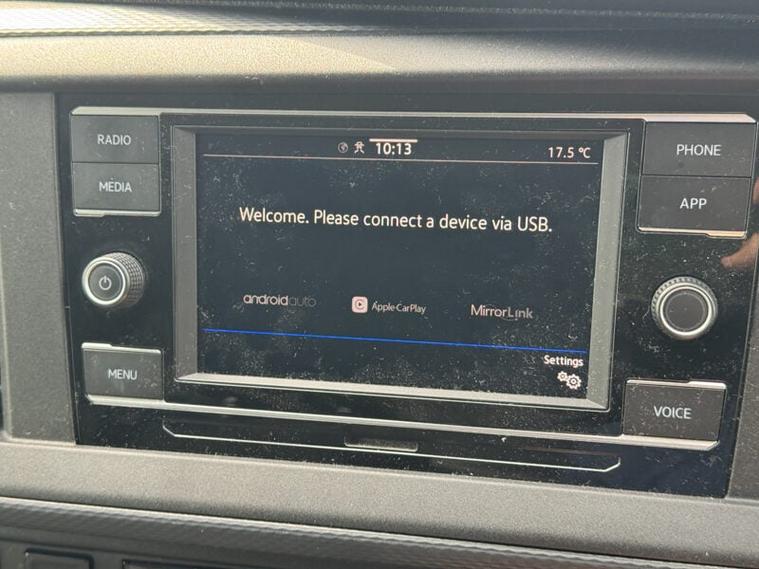 RADIO
MEDIA
MENU
10:13
17.5 °C
Welcome. Please connect a device via USB.
androidauto
Apple CarPlay
MirrorLink
Settings
PHONE
APP
VOICE